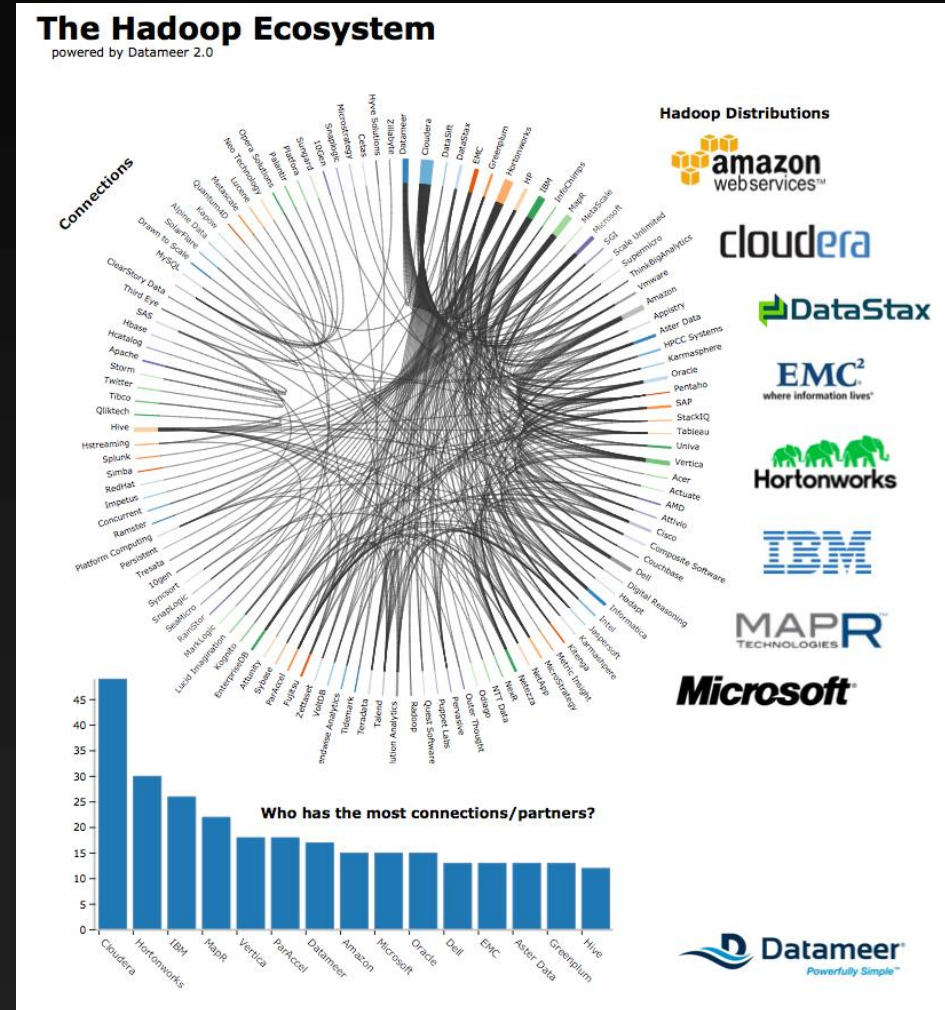 The Hadoop Ecosystem
powered by Datameer 2.0
Connections
Datameer
Cloudera
DataSift
DataStax
EMC
Greenplum
Hortonworks
HP
IBM
InfoChimps
MapR
MetaScale
Microsoft
SGI
Scale Unlimited
Supermicro
ThinkBigAnalytics
Vmware
Amazon
Appistry
Aster Data
HPCC Systems
Karmasphere
Oracle
Pentaho
SAP
StackIQ
Tableau
Univa
Vertica
Acer
Actuate
AMD
Attivio
Cisco
Composite Software
Couchbase
Dell
Digital Reasoning
Hadapt
Informatica
Intel
Jaspersoft
Karmashpere
Kitenga
Metric Insight
MicroStrategy
NetApp
Netezza
NexR
NTT Data
Odiago
Outer Thought
Pervasive
Puppet Labs
Quest Software
Radoop
lution Analytics
Talend
Teradata
Tidemark
endwise Analytics
VoltDB
Zettaset
Fujitsu
ParAccel
Sybase
Attunity
EnterpriseDB
Kognito
Lucid Imagination
MarkLogic
RainStor
SeaMicro
SnapLogic
Syncsort
10gen
Tresata
Persistent
Platform Computing
Ramster
Concurrent
Impetus
RedHat
Simba
Splunk
Hstreaming
Hive
Qliktech
Tibco
Twitter
Storm
Apache
Hcatalog
Hbase
SAS
Third Eye
ClearStory Data
MySQL
Drawn to Scale
SolarFlare
Alpine Data
Kapow
Quantum4D
Metascale
Lucene
Neo Technology
Opera Solutions
Palantir
Platfora
Sungard
10Gen
Snaplogic
Microstrategy
Cetas
Hyve Solutions
Zillabyte
Hadoop Distributions
amazon
webservices™
cloudera
DataStax
EMC²
where information lives®
Hortonworks
IBM
MAPR™
TECHNOLOGIES
Microsoft®
Who has the most connections/partners?
45
40
35
30
25
20
15
10
5
0
Cloudera
Hortonworks
IBM
MapR
Vertica
ParAccel
Datameer
Amazon
Microsoft
Oracle
Dell
EMC
Aster Data
Greenplum
Hive
Datameer®
Powerfully Simple™